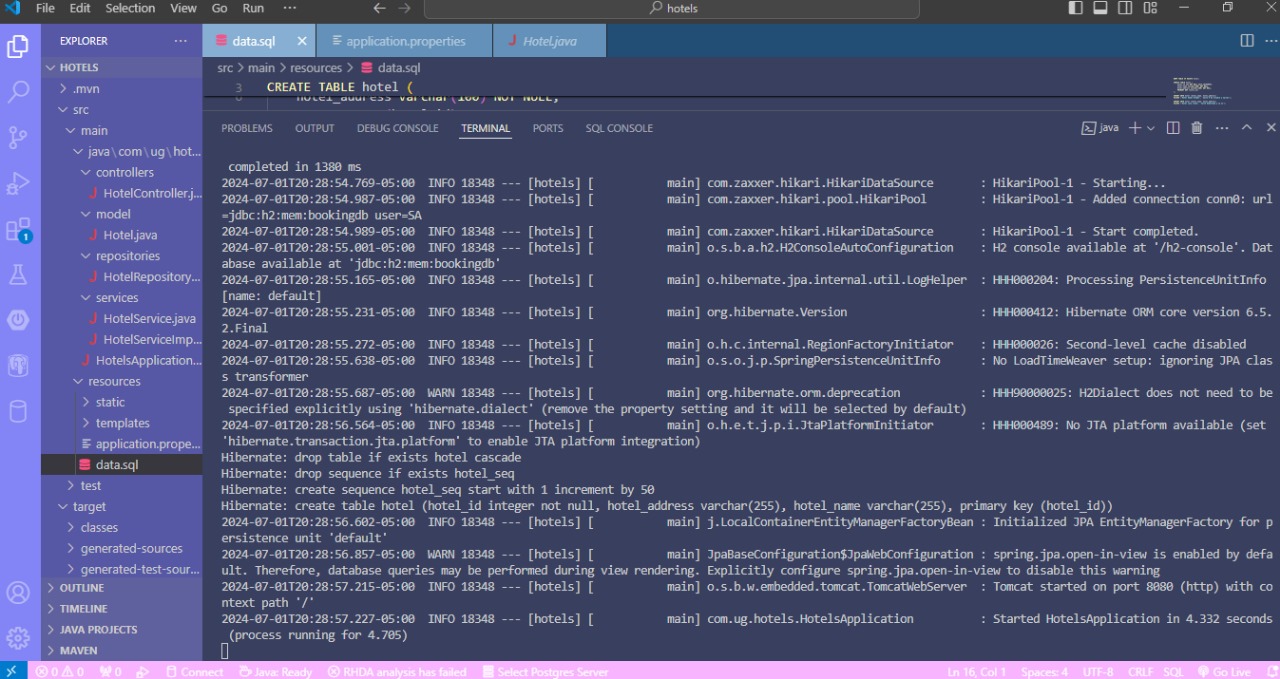 File Edit Selection View Go Run ··· hotels
EXPLORER ···
HOTELS
.mvn
src
main
java\com\ug\hot...
controllers
J HotelController.j...
model
J Hotel.java
repositories
J HotelRepository...
services
J HotelService.java
J HotelServiceImp...
J HotelsApplication...
resources
static
templates
application.prope...
data.sql
test
target
classes
generated-sources
generated-test-sour...
OUTLINE
TIMELINE
JAVA PROJECTS
MAVEN
1
data.sql application.properties J Hotel.java
src > main > resources > data.sql
3 CREATE TABLE hotel (
hotel_address varchar(100) NOT NULL,
PROBLEMS OUTPUT DEBUG CONSOLE TERMINAL PORTS SQL CONSOLE java
completed in 1380 ms
2024-07-01T20:28:54.769-05:00 INFO 18348 --- [hotels] [ main] com.zaxxer.hikari.HikariDataSource : HikariPool-1 - Starting...
2024-07-01T20:28:54.987-05:00 INFO 18348 --- [hotels] [ main] com.zaxxer.hikari.pool.HikariPool : HikariPool-1 - Added connection conn0: url
=jdbc:h2:mem:bookingdb user=SA
2024-07-01T20:28:54.989-05:00 INFO 18348 --- [hotels] [ main] com.zaxxer.hikari.HikariDataSource : HikariPool-1 - Start completed.
2024-07-01T20:28:55.001-05:00 INFO 18348 --- [hotels] [ main] o.s.b.a.h2.H2ConsoleAutoConfiguration : H2 console available at '/h2-console'. Dat
abase available at 'jdbc:h2:mem:bookingdb'
2024-07-01T20:28:55.165-05:00 INFO 18348 --- [hotels] [ main] o.hibernate.jpa.internal.util.LogHelper : HHH000204: Processing PersistenceUnitInfo
[name: default]
2024-07-01T20:28:55.231-05:00 INFO 18348 --- [hotels] [ main] org.hibernate.Version : HHH000412: Hibernate ORM core version 6.5.
2.Final
2024-07-01T20:28:55.272-05:00 INFO 18348 --- [hotels] [ main] o.h.c.internal.RegionFactoryInitiator : HHH000026: Second-level cache disabled
2024-07-01T20:28:55.638-05:00 INFO 18348 --- [hotels] [ main] o.s.o.j.p.SpringPersistenceUnitInfo : No LoadTimeWeaver setup: ignoring JPA clas
s transformer
2024-07-01T20:28:55.687-05:00 WARN 18348 --- [hotels] [ main] org.hibernate.orm.deprecation : HHH90000025: H2Dialect does not need to be
specified explicitly using 'hibernate.dialect' (remove the property setting and it will be selected by default)
2024-07-01T20:28:56.564-05:00 INFO 18348 --- [hotels] [ main] o.h.e.t.j.p.i.JtaPlatformInitiator : HHH000489: No JTA platform available (set
'hibernate.transaction.jta.platform' to enable JTA platform integration)
Hibernate: drop table if exists hotel cascade
Hibernate: drop sequence if exists hotel_seq
Hibernate: create sequence hotel_seq start with 1 increment by 50
Hibernate: create table hotel (hotel_id integer not null, hotel_address varchar(255), hotel_name varchar(255), primary key (hotel_id))
2024-07-01T20:28:56.602-05:00 INFO 18348 --- [hotels] [ main] j.LocalContainerEntityManagerFactoryBean : Initialized JPA EntityManagerFactory for p
ersistence unit 'default'
2024-07-01T20:28:56.857-05:00 WARN 18348 --- [hotels] [ main] JpaBaseConfiguration$JpaWebConfiguration : spring.jpa.open-in-view is enabled by defa
ult. Therefore, database queries may be performed during view rendering. Explicitly configure spring.jpa.open-in-view to disable this warning
2024-07-01T20:28:57.215-05:00 INFO 18348 --- [hotels] [ main] o.s.b.w.embedded.tomcat.TomcatWebServer : Tomcat started on port 8080 (http) with co
ntext path '/'
2024-07-01T20:28:57.227-05:00 INFO 18348 --- [hotels] [ main] com.ug.hotels.HotelsApplication : Started HotelsApplication in 4.332 seconds
(process running for 4.705)
0 0 0 Connect Java: Ready RHDA analysis has failed Select Postgres Server Ln 16, Col 1 Spaces: 4 UTF-8 CRLF SQL Go Live